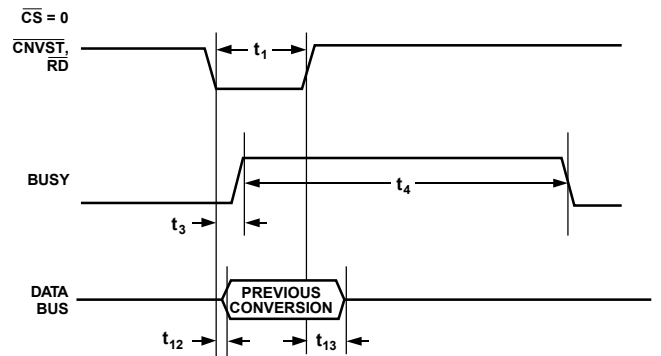 CS = 0
CNVST,
RD
t1
BUSY
t4
t3
DATA
BUS
PREVIOUS
CONVERSION
t12
t13